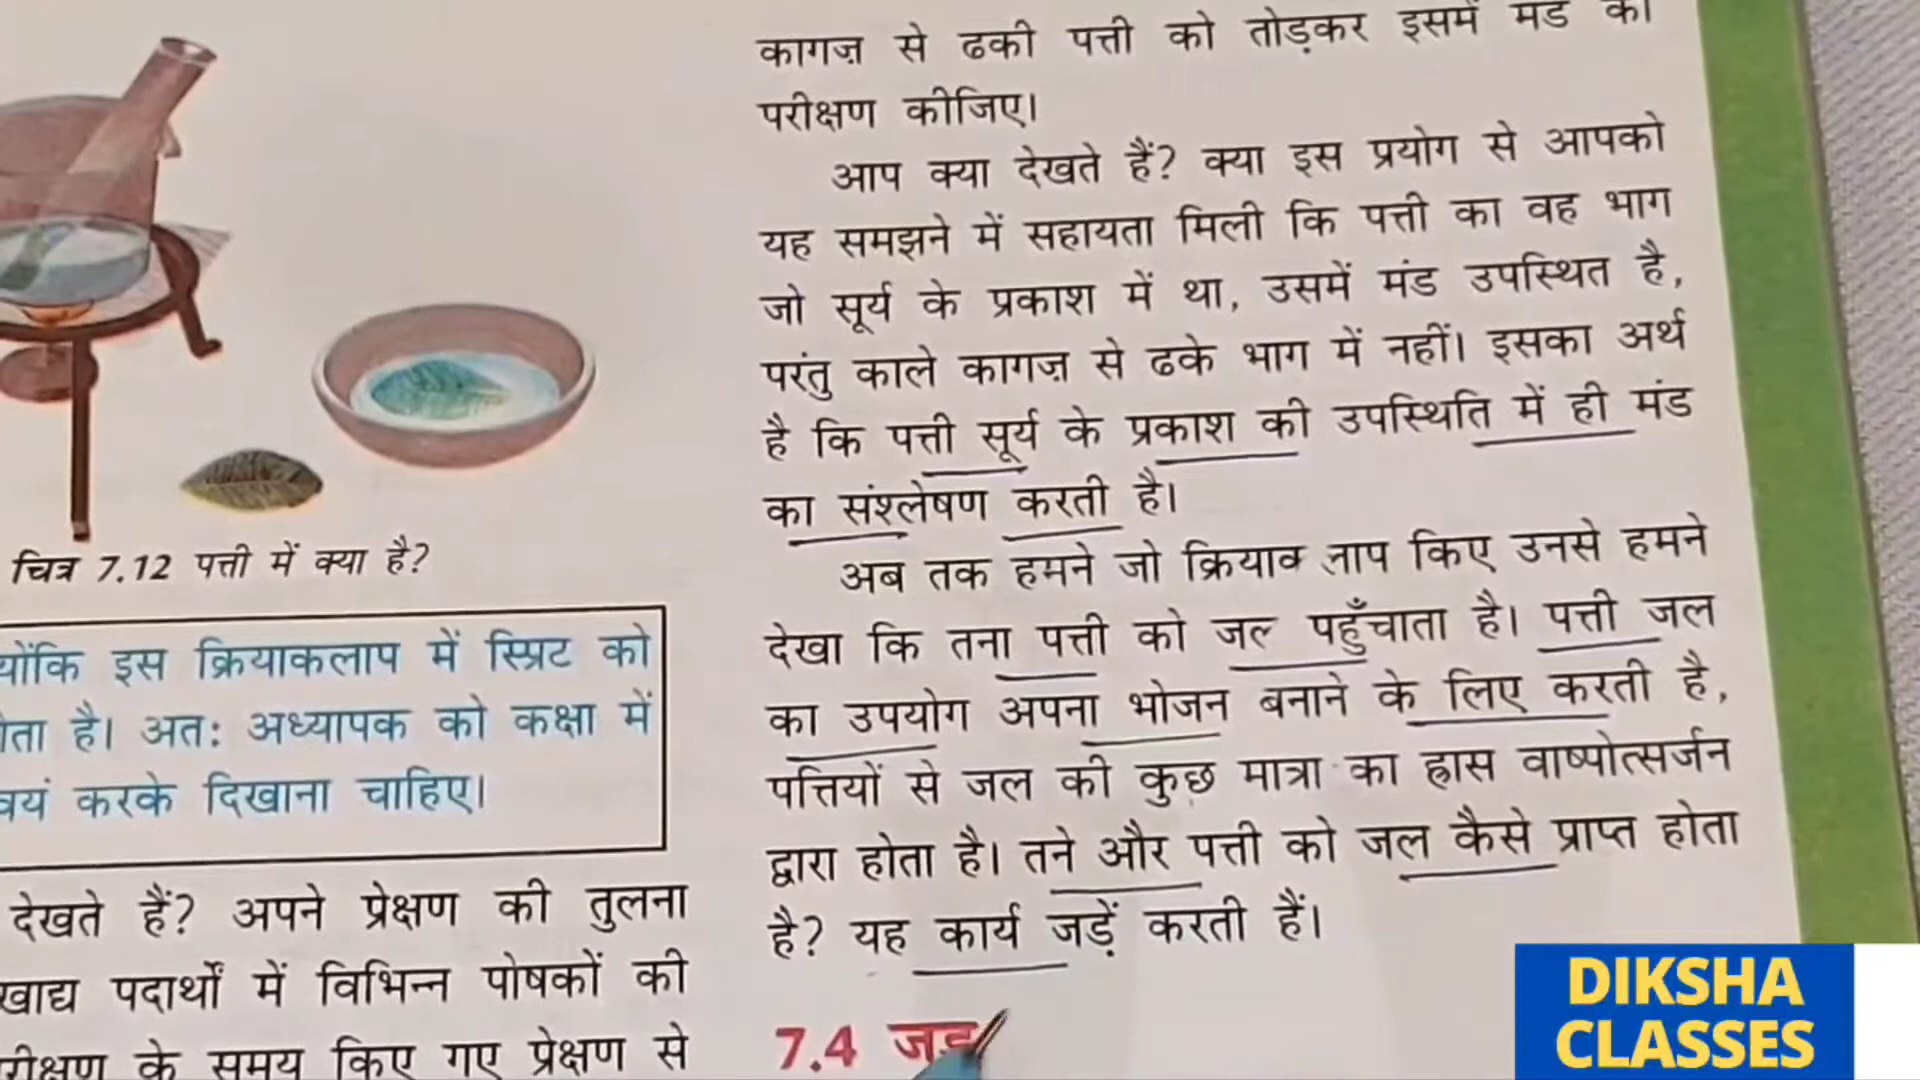 चित्र 7.12 पत्ती में क्या है?
इस क्रियाकलाप में स्प्रिट को
है। अतः अध्यापक को कक्षा में
करके दिखाना चाहिए।
देखते हैं? अपने प्रेक्षण की तुलना
खाद्य पदार्थों में विभिन्न पोषकों की
के समय किए गए प्रेक्षण से
कागज़ से ढकी पत्ती को तोड़कर इसमें मंड का
परीक्षण कीजिए।
आप क्या देखते हैं? क्या इस प्रयोग से आपको
यह समझने में सहायता मिली कि पत्ती का वह भाग
जो सूर्य के प्रकाश में था, उसमें मंड उपस्थित है,
परंतु काले कागज़ से ढके भाग में नहीं। इसका अर्थ
है कि पत्ती सूर्य के प्रकाश की उपस्थिति में ही मंड
का संश्लेषण करती है।
अब तक हमने जो क्रियाकलाप किए उनसे हमने
देखा कि तना पत्ती को जल पहुँचाता है। पत्ती जल
का उपयोग अपना भोजन बनाने के लिए करती है,
पत्तियों से जल की कुछ मात्रा का ह्रास वाष्पोत्सर्जन
द्वारा होता है। तने और पत्ती को जल कैसे प्राप्त होता
है? यह कार्य जड़ें करती हैं।
7.4 जड़
DIKSHA
CLASSES